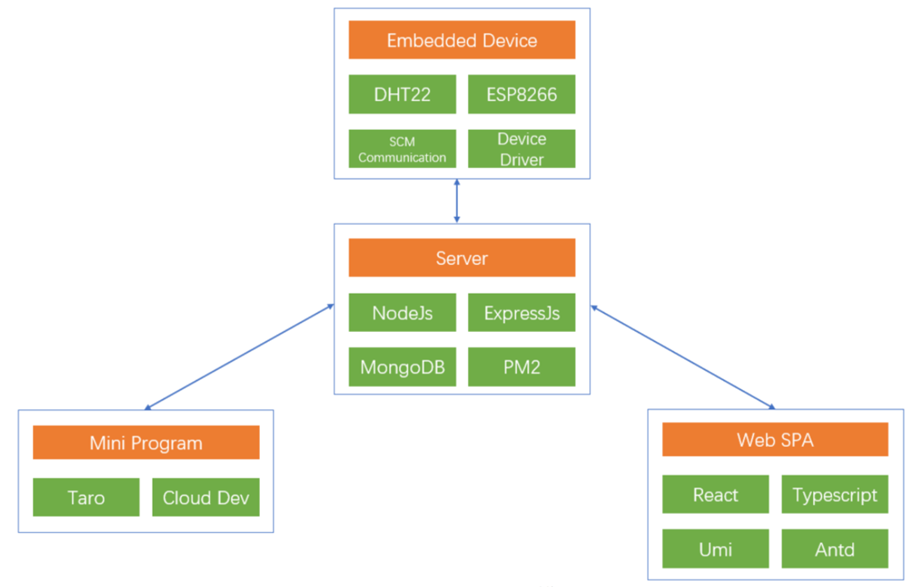 Embedded Device
DHT22
ESP8266
SCM
Communication
Device
Driver
Server
NodeJs
ExpressJs
MongoDB
PM2
Mini Program
Taro
Cloud Dev
Web SPA
React
Typescript
Umi
Antd